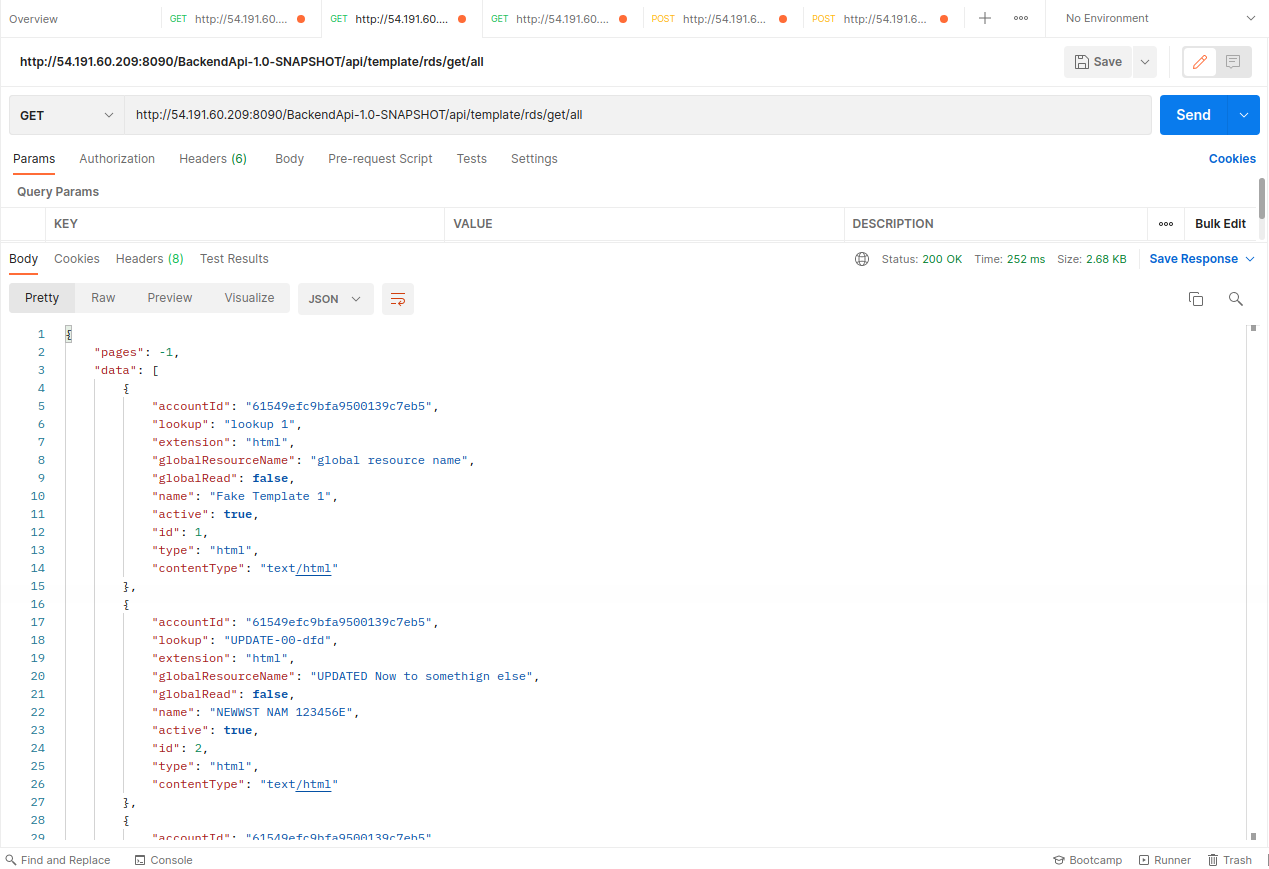 Overview GET http://54.191.60.... GET http://54.191.60.... GET http://54.191.60.... POST http://54.191.6... POST http://54.191.6... No Environment
http://54.191.60.209:8090/BackendApi-1.0-SNAPSHOT/api/template/rds/get/all Save
GET http://54.191.60.209:8090/BackendApi-1.0-SNAPSHOT/api/template/rds/get/all Send
Params Authorization Headers (6) Body Pre-request Script Tests Settings Cookies
Query Params
KEY VALUE DESCRIPTION Bulk Edit
Body Cookies Headers (8) Test Results Status: 200 OK Time: 252 ms Size: 2.68 KB Save Response
Pretty Raw Preview Visualize JSON
1 {
2 "pages": -1,
3 "data": [
4 {
5 "accountId": "61549efc9bfa9500139c7eb5",
6 "lookup": "lookup 1",
7 "extension": "html",
8 "globalResourceName": "global resource name",
9 "globalRead": false,
10 "name": "Fake Template 1",
11 "active": true,
12 "id": 1,
13 "type": "html",
14 "contentType": "text/html"
15 },
16 {
17 "accountId": "61549efc9bfa9500139c7eb5",
18 "lookup": "UPDATE-00-dfd",
19 "extension": "html",
20 "globalResourceName": "UPDATED Now to somethign else",
21 "globalRead": false,
22 "name": "NEWWST NAM 123456E",
23 "active": true,
24 "id": 2,
25 "type": "html",
26 "contentType": "text/html"
27 },
28 {
29 "accountId": "61549efc9bfa9500139c7eb5"
Find and Replace Console Bootcamp Runner Trash